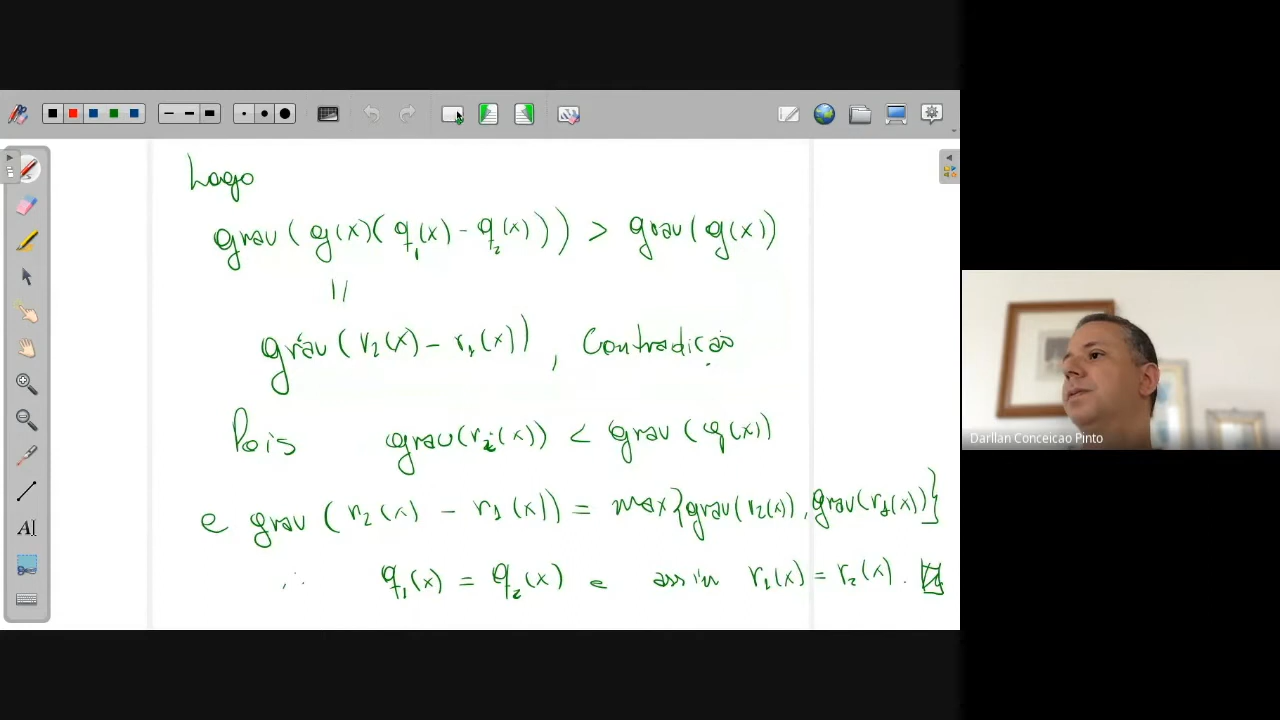 Logo
grau(g(x)(q₁(x) - q₂(x))) > grau(g(x))
||
grau(r₂(x) - r₁(x)), Contradição
Pois grau(rᵢ(x)) < grau(g(x))
e grau(r₂(x) - r₁(x)) = max{grau(r₂(x), grau(r₁(x))}
∴ q₁(x) = q₂(x) e assim r₁(x) = r₂(x).
Darllan Conceicao Pinto